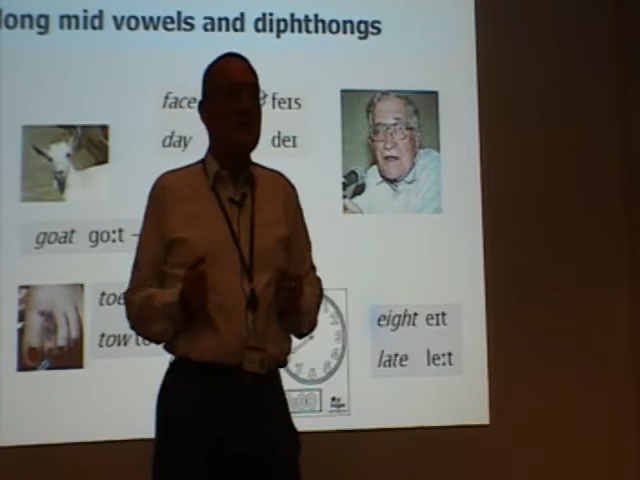 long mid vowels and diphthongs
face feɪs
day deɪ
goat goːt
toe
tow
eight eɪt
late leːt